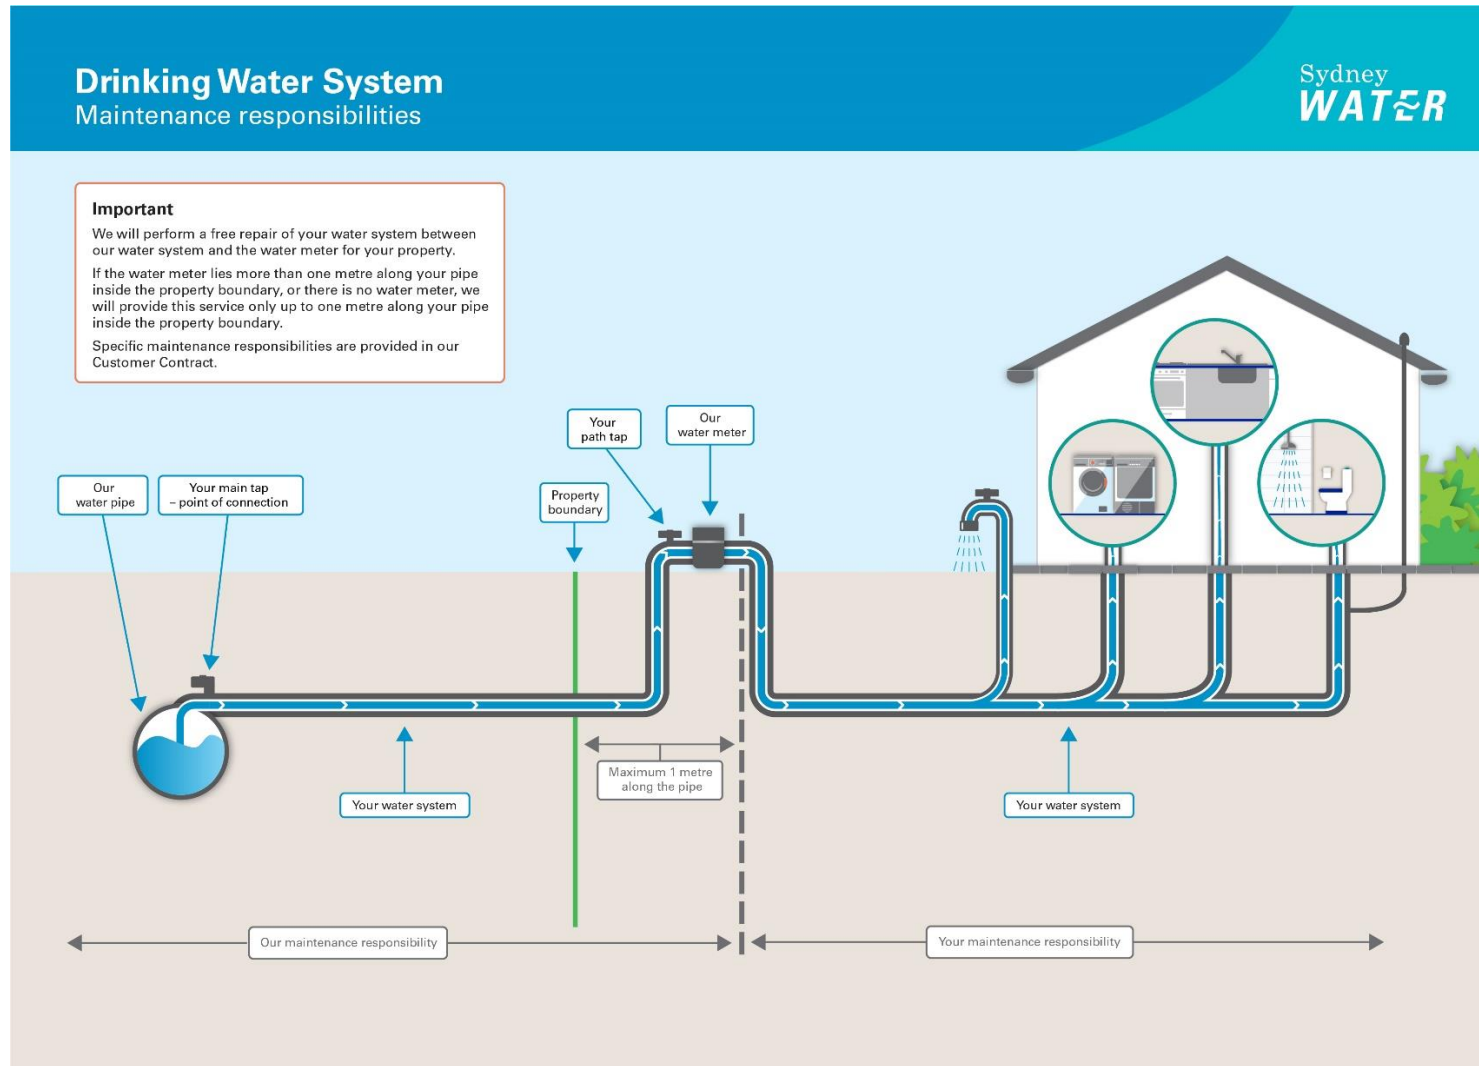 Drinking Water System
Maintenance responsibilities
Sydney
WATER
Important
We will perform a free repair of your water system between
our water system and the water meter for your property.
If the water meter lies more than one metre along your pipe
inside the property boundary, or there is no water meter, we
will provide this service only up to one metre along your pipe
inside the property boundary.
Specific maintenance responsibilities are provided in our
Customer Contract.
Our
water pipe
Your main tap
– point of connection
Property
boundary
Your
path tap
Our
water meter
Maximum 1 metre
along the pipe
Your water system
Your water system
Our maintenance responsibility
Your maintenance responsibility